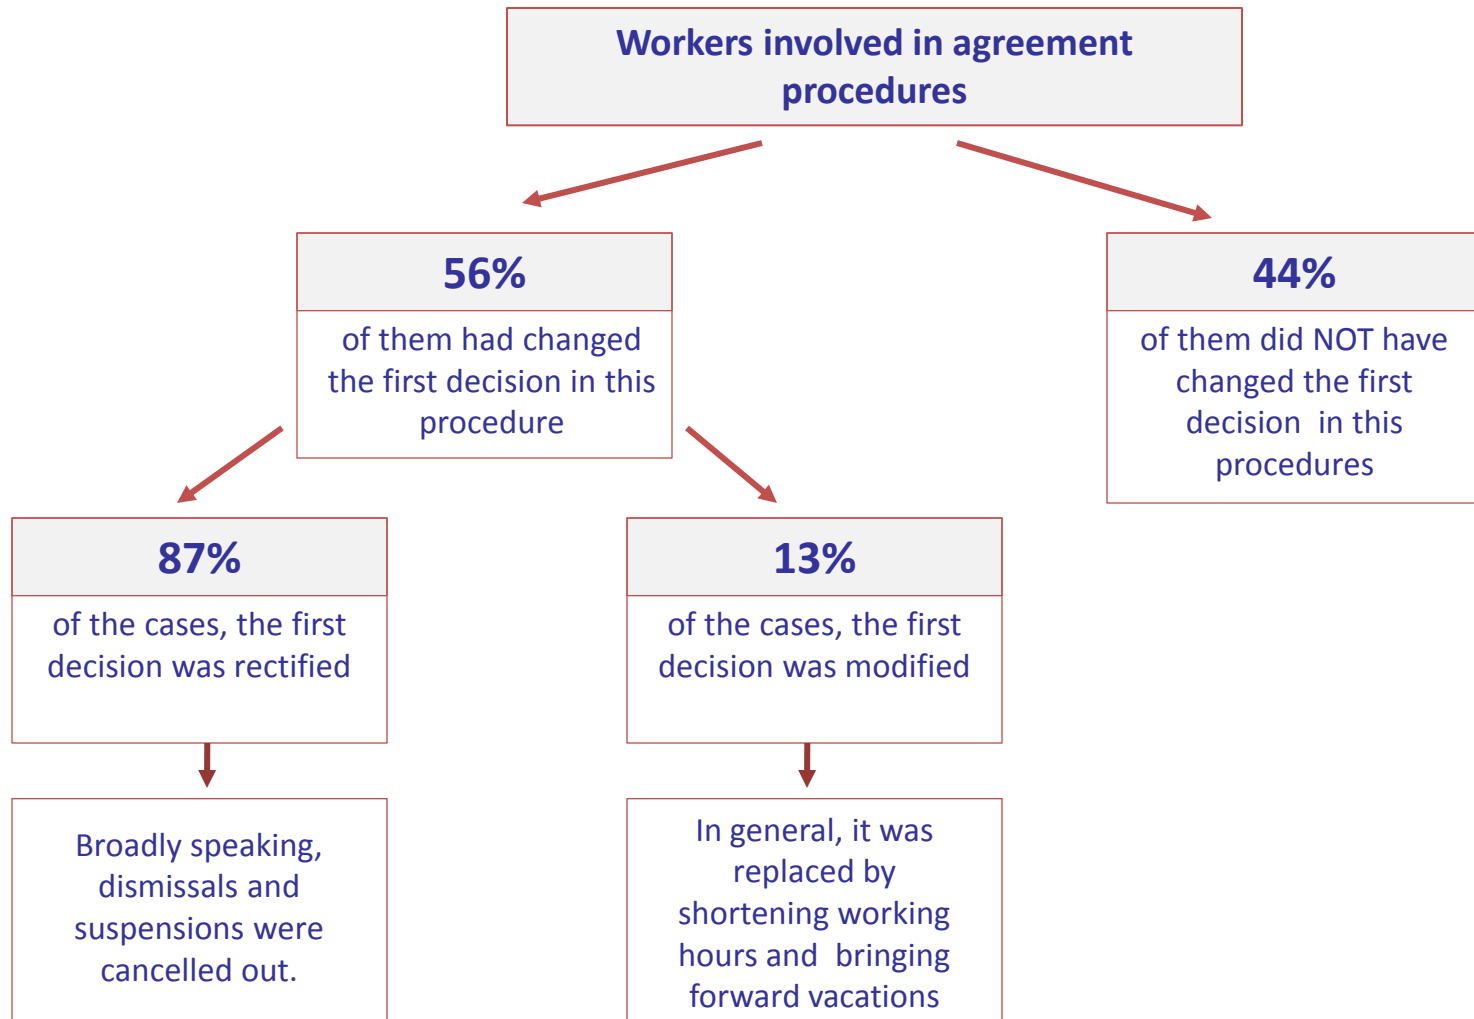 Workers involved in agreement
procedures
56%
of them had changed
the first decision in this
procedure
44%
of them did NOT have
changed the first
decision  in this
procedures
87%
of the cases, the first
decision was rectified
13%
of the cases, the first
decision was modified
Broadly speaking,
dismissals and
suspensions were
cancelled out.
In general, it was
replaced by
shortening working
hours and  bringing
forward vacations